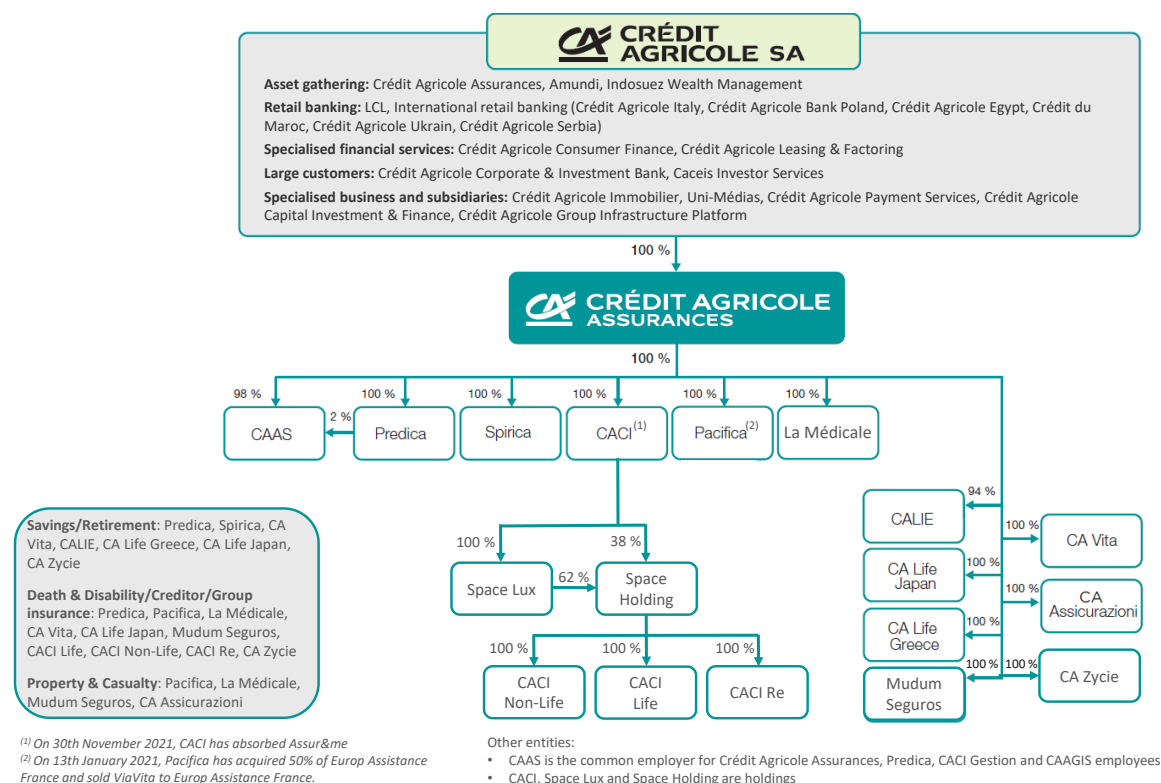 CRÉDIT
AGRICOLE SA
Asset gathering: Crédit Agricole Assurances, Amundi, Indosuez Wealth Management
Retail banking: LCL, International retail banking (Crédit Agricole Italy, Crédit Agricole Bank Poland, Crédit Agricole Egypt, Crédit du
Maroc, Crédit Agricole Ukrain, Crédit Agricole Serbia)
Specialised financial services: Crédit Agricole Consumer Finance, Crédit Agricole Leasing & Factoring
Large customers: Crédit Agricole Corporate & Investment Bank, Caceis Investor Services
Specialised business and subsidiaries: Crédit Agricole Immobilier, Uni-Médias, Crédit Agricole Payment Services, Crédit Agricole
Capital Investment & Finance, Crédit Agricole Group Infrastructure Platform
100 %
CRÉDIT AGRICOLE
ASSURANCES
100 %
98 %
100 %
100 %
100 %
100 %
100 %
CAAS
2 %
Predica
Spirica
CACI(1)
Pacifica(2)
La Médicale
94 %
CALIE
100 %
CA Vita
100 %
CA Life
Japan
100 %
CA
Assicurazioni
100 %
CA Life
Greece
100 %
100 %
Mudum
Seguros
CA Zycie
100 %
38 %
Space Lux
62 %
Space
Holding
100 %
100 %
100 %
CACI
Non-Life
CACI
Life
CACI Re
Savings/Retirement: Predica, Spirica, CA
Vita, CALIE, CA Life Greece, CA Life Japan,
CA Zycie
Death & Disability/Creditor/Group
insurance: Predica, Pacifica, La Médicale,
CA Vita, CA Life Japan, Mudum Seguros,
CACI Life, CACI Non-Life, CACI Re, CA Zycie
Property & Casualty: Pacifica, La Médicale,
Mudum Seguros, CA Assicurazioni
(1) On 30th November 2021, CACI has absorbed Assur&me
(2) On 13th January 2021, Pacifica has acquired 50% of Europ Assistance
France and sold ViaVita to Europ Assistance France.
Other entities:
• CAAS is the common employer for Crédit Agricole Assurances, Predica, CACI Gestion and CAAGIS employees
• CACI, Space Lux and Space Holding are holdings